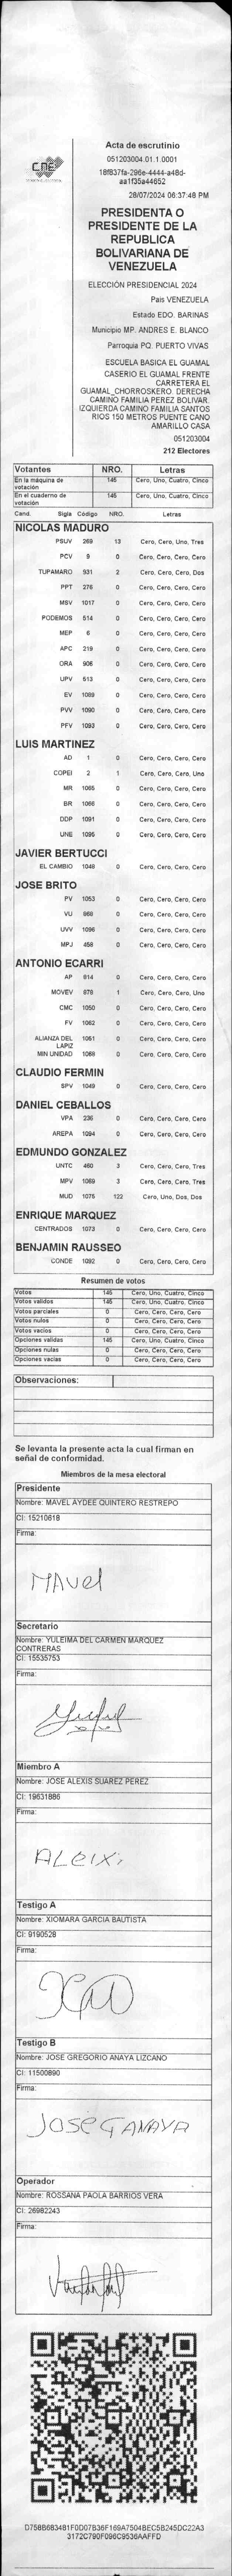 CNE
Acta de escrutinio
051203004.01.1.0001
18f837fa-296e-4444-a48d-
aa1f35a44652
28/07/2024 06:37:48 PM
PRESIDENTA O
PRESIDENTE DE LA
REPUBLICA
BOLIVARIANA DE
VENEZUELA
ELECCIÓN PRESIDENCIAL 2024
País VENEZUELA
Estado EDO. BARINAS
Municipio MP. ANDRES E. BLANCO
Parroquia PQ. PUERTO VIVAS
ESCUELA BASICA EL GUAMAL
CASERIO EL GUAMAL FRENTE
CARRETERA EL
GUAMAL_CHORROSKERO. DERECHA
CAMINO FAMILIA PEREZ BOLIVAR.
IZQUIERDA CAMINO FAMILIA SANTOS
RIOS 150 METROS PUENTE CANO
AMARILLO CASA
051203004
212 Electores
Votantes NRO. Letras
En la máquina de votación 145 Cero, Uno, Cuatro, Cinco
En el cuaderno de votación 145 Cero, Uno, Cuatro, Cinco
Cand. Sigla Código NRO. Letras
NICOLAS MADURO
PSUV 269 13 Cero, Cero, Uno, Tres
PCV 9 0 Cero, Cero, Cero, Cero
TUPAMARO 931 2 Cero, Cero, Cero, Dos
PPT 276 0 Cero, Cero, Cero, Cero
MSV 1017 0 Cero, Cero, Cero, Cero
PODEMOS 514 0 Cero, Cero, Cero, Cero
MEP 6 0 Cero, Cero, Cero, Cero
APC 219 0 Cero, Cero, Cero, Cero
ORA 906 0 Cero, Cero, Cero, Cero
UPV 513 0 Cero, Cero, Cero, Cero
EV 1089 0 Cero, Cero, Cero, Cero
PVV 1090 0 Cero, Cero, Cero, Cero
PFV 1093 0 Cero, Cero, Cero, Cero
LUIS MARTINEZ
AD 1 0 Cero, Cero, Cero, Cero
COPEI 2 1 Cero, Cero, Cero, Uno
MR 1065 0 Cero, Cero, Cero, Cero
BR 1066 0 Cero, Cero, Cero, Cero
DDP 1091 0 Cero, Cero, Cero, Cero
UNE 1095 0 Cero, Cero, Cero, Cero
JAVIER BERTUCCI
EL CAMBIO 1048 0 Cero, Cero, Cero, Cero
JOSE BRITO
PV 1053 0 Cero, Cero, Cero, Cero
VU 968 0 Cero, Cero, Cero, Cero
UVV 1096 0 Cero, Cero, Cero, Cero
MPJ 458 0 Cero, Cero, Cero, Cero
ANTONIO ECARRI
AP 814 0 Cero, Cero, Cero, Cero
MOVEV 978 1 Cero, Cero, Cero, Uno
CMC 1050 0 Cero, Cero, Cero, Cero
FV 1062 0 Cero, Cero, Cero, Cero
ALIANZA DEL LAPIZ 1061 0 Cero, Cero, Cero, Cero
MIN UNIDAD 1068 0 Cero, Cero, Cero, Cero
CLAUDIO FERMIN
SPV 1049 0 Cero, Cero, Cero, Cero
DANIEL CEBALLOS
VPA 236 0 Cero, Cero, Cero, Cero
AREPA 1094 0 Cero, Cero, Cero, Cero
EDMUNDO GONZALEZ
UNTC 460 3 Cero, Cero, Cero, Tres
MPV 1069 3 Cero, Cero, Cero, Tres
MUD 1075 122 Cero, Uno, Dos, Dos
ENRIQUE MARQUEZ
CENTRADOS 1073 0 Cero, Cero, Cero, Cero
BENJAMIN RAUSSEO
CONDE 1092 0 Cero, Cero, Cero, Cero
Resumen de votos
Votos 145 Cero, Uno, Cuatro, Cinco
Votos validos 145 Cero, Uno, Cuatro, Cinco
Votos parciales 0 Cero, Cero, Cero, Cero
Votos nulos 0 Cero, Cero, Cero, Cero
Votos vacios 0 Cero, Cero, Cero, Cero
Opciones validas 145 Cero, Uno, Cuatro, Cinco
Opciones nulas 0 Cero, Cero, Cero, Cero
Opciones vacias 0 Cero, Cero, Cero, Cero
Observaciones:
Se levanta la presente acta la cual firman en
señal de conformidad.
Miembros de la mesa electoral
Presidente
Nombre: MAVEL AYDEE QUINTERO RESTREPO
CI: 15210618
Firma:
MAvel
Secretario
Nombre: YULEIMA DEL CARMEN MARQUEZ
CONTRERAS
CI: 15535753
Firma:
Miembro A
Nombre: JOSE ALEXIS SUAREZ PEREZ
CI: 19631886
Firma:
ALeixi
Testigo A
Nombre: XIOMARA GARCIA BAUTISTA
CI: 9190528
Firma:
Testigo B
Nombre: JOSE GREGORIO ANAYA LIZCANO
CI: 11500890
Firma:
JOSE G ANAYA
Operador
Nombre: ROSSANA PAOLA BARRIOS VERA
CI: 26982243
Firma:
D758B683481F0D07B36F169A7504BEC5B245DC22A3
3172C790F096C9536AAFFD